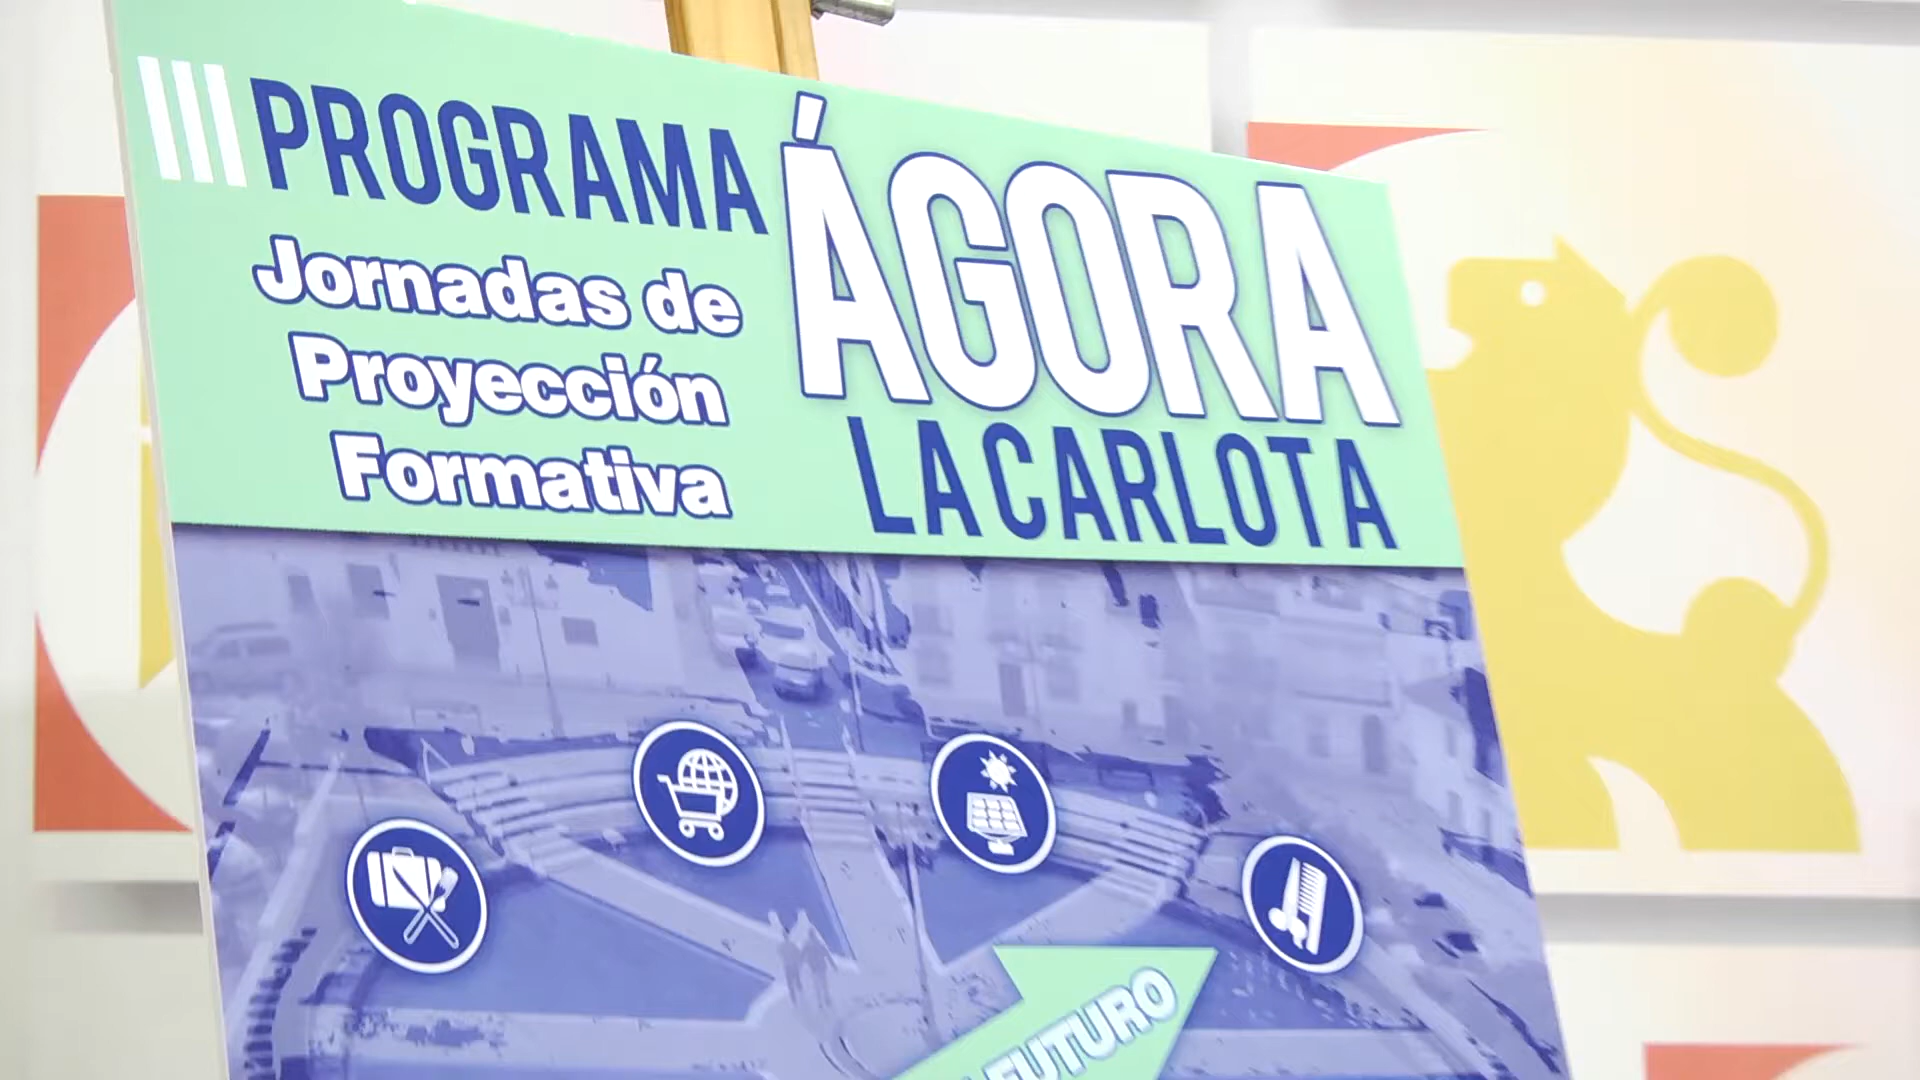 III PROGRAMA
Jornadas de
Proyección
Formativa
ÁGORA
LA CARLOTA
FUTURO